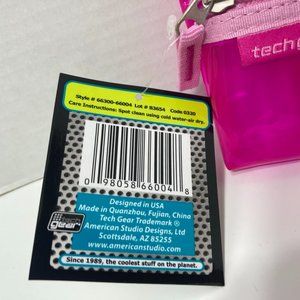 tech
Style # 66300-66004 Lot # 83654 Code 0330
Care Instructions: Spot clean using cold water-air dry.
0 98058 66004 8
Designed in USA
Made in Quanzhou, Fujian, China
Tech Gear Trademark ®
American Studio Designs, Ltd
Scottsdale, AZ 85255
www.americanstudio.com
gear
Since 1989, the coolest stuff on the planet.